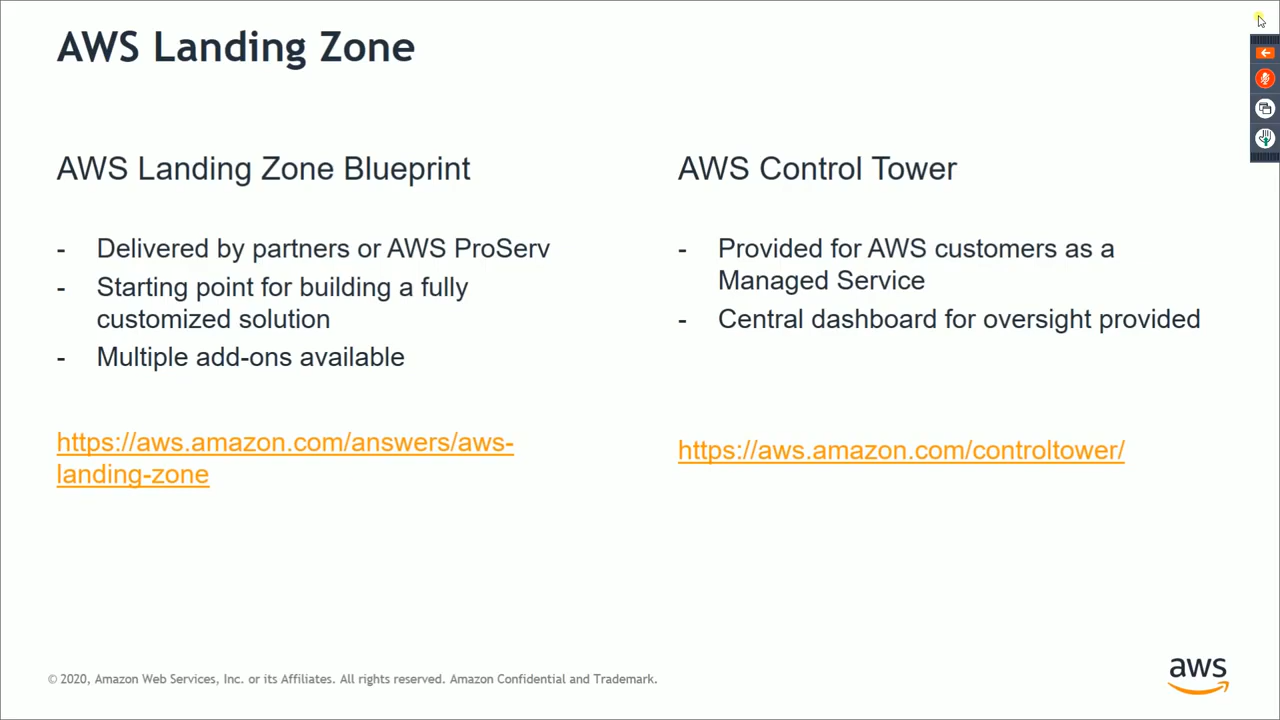 AWS Landing Zone
AWS Landing Zone Blueprint
- Delivered by partners or AWS ProServ
- Starting point for building a fully
customized solution
- Multiple add-ons available
https://aws.amazon.com/answers/aws-
landing-zone
AWS Control Tower
- Provided for AWS customers as a
Managed Service
- Central dashboard for oversight provided
https://aws.amazon.com/controltower/
© 2020, Amazon Web Services, Inc. or its Affiliates. All rights reserved. Amazon Confidential and Trademark.
aws